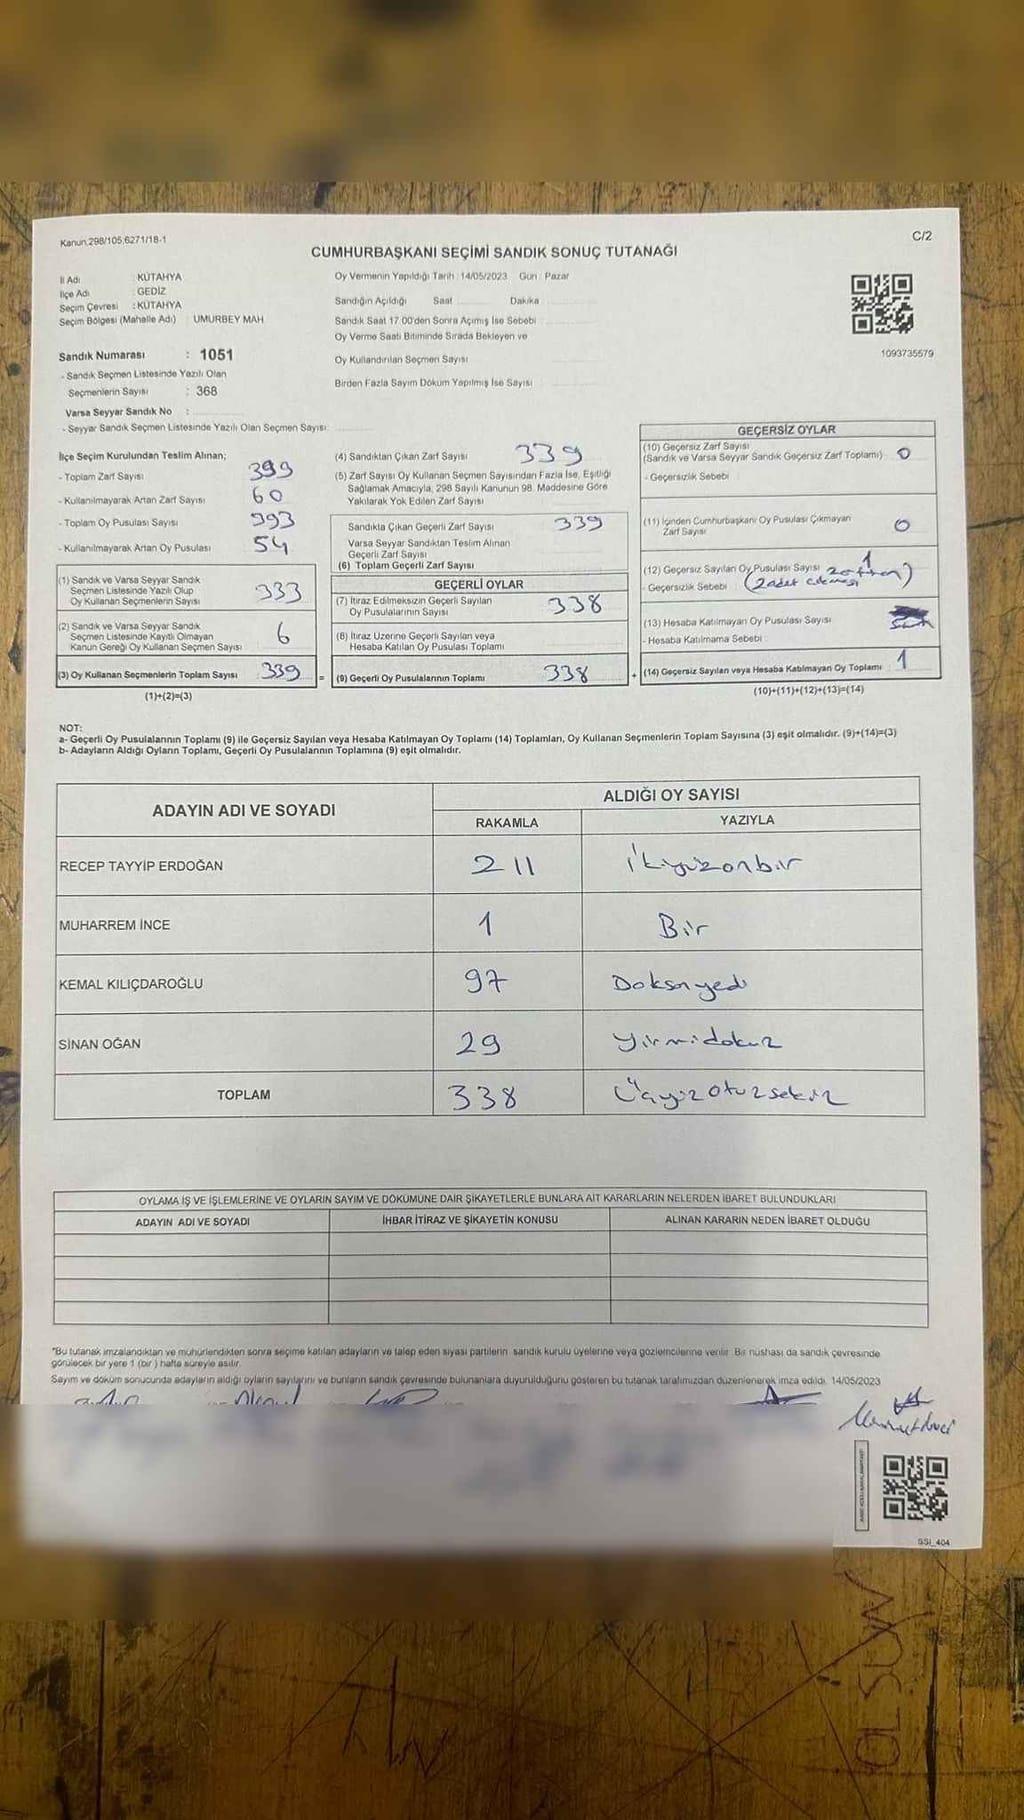 Kanun:298/105,6271/18-1
C/2
CUMHURBAŞKANI SEÇİMİ SANDIK SONUÇ TUTANAĞI
İl Adı : KÜTAHYA
İlçe Adı : GEDİZ
Seçim Çevresi : KÜTAHYA
Seçim Bölgesi (Mahalle Adı) UMURBEY MAH
Oy Vermenin Yapıldığı Tarih :14/05/2023 Gün : Pazar
Sandığın Açıldığı Saat Dakika
Sandık Saat 17.00'den Sonra Açımış İse Sebebi
Oy Verme Saati Bitiminde Sırada Bekleyen ve
Oy Kullandırılan Seçmen Sayısı
Birden Fazla Sayım Döküm Yapılmış İse Sayısı
1093735579
Sandık Numarası : 1051
- Sandık Seçmen Listesinde Yazılı Olan
Seçmenlerin Sayısı : 368
Varsa Seyyar Sandık No :
- Seyyar Sandık Seçmen Listesinde Yazılı Olan Seçmen Sayısı:
İlçe Seçim Kurulundan Teslim Alınan;
- Toplam Zarf Sayısı 399
- Kullanılmayarak Artan Zarf Sayısı 60
- Toplam Oy Pusulası Sayısı 393
- Kullanılmayarak Artan Oy Pusulası 54
(1) Sandık ve Varsa Seyyar Sandık
Seçmen Listesinde Yazılı Olup
Oy Kullanan Seçmenlerin Sayısı 333
(2) Sandık ve Varsa Seyyar Sandık
Seçmen Listesinde Kayıtlı Olmayan
Kanun Gereği Oy Kullanan Seçmen Sayısı 6
(3) Oy Kullanan Seçmenlerin Toplam Sayısı 339 =
(1)+(2)=(3)
(4) Sandıktan Çıkan Zarf Sayısı 339
(5) Zarf Sayısı Oy Kullanan Seçmen Sayısından Fazla İse, Eşitliği
Sağlamak Amacıyla, 298 Sayılı Kanunun 98. Maddesine Göre
Yakılarak Yok Edilen Zarf Sayısı
Sandıkta Çıkan Geçerli Zarf Sayısı 339
Varsa Seyyar Sandıktan Teslim Alınan
Geçerli Zarf Sayısı
(6) Toplam Geçerli Zarf Sayısı
GEÇERLİ OYLAR
(7) İtiraz Edilmeksizin Geçerli Sayılan
Oy Pusulalarının Sayısı 338
(8) İtiraz Üzerine Geçerli Sayılan veya
Hesaba Katılan Oy Pusulası Toplamı
(9) Geçerli Oy Pusulalarının Toplamı 338 +
GEÇERSİZ OYLAR
(10) Geçersiz Zarf Sayısı
(Sandık ve Varsa Seyyar Sandık Geçersiz Zarf Toplamı) 0
- Geçersizlik Sebebi
(11) İçinden Cumhurbaşkanı Oy Pusulası Çıkmayan
Zarf Sayısı 0
(12) Geçersiz Sayılan Oy Pusulası Sayısı 1
- Geçersizlik Sebebi (2 adet
(13) Hesaba Katılmayan Oy Pusulası Sayısı
- Hesaba Katılmama Sebebi
(14) Geçersiz Sayılan veya Hesaba Katılmayan Oy Toplamı 1
(10)+(11)+(12)+(13)=(14)
NOT:
a- Geçerli Oy Pusulalarının Toplamı (9) ile Geçersiz Sayılan veya Hesaba Katılmayan Oy Toplamı (14) Toplamları, Oy Kullanan Seçmenlerin Toplam Sayısına (3) eşit olmalıdır. (9)+(14)=(3)
b- Adayların Aldığı Oyların Toplamı, Geçerli Oy Pusulalarının Toplamına (9) eşit olmalıdır.
ADAYIN ADI VE SOYADI
ALDIĞI OY SAYISI
RAKAMLA YAZIYLA
RECEP TAYYİP ERDOĞAN 211 İkiyüzonbir
MUHARREM İNCE 1 Bir
KEMAL KILIÇDAROĞLU 97 Doksanyedi
SİNAN OĞAN 29 yirmidokuz
TOPLAM 338 Üçyüzotuzsekiz
OYLAMA İŞ VE İŞLEMLERİNE VE OYLARIN SAYIM VE DÖKÜMÜNE DAİR ŞİKAYETLERLE BUNLARA AİT KARARLARIN NELERDEN İBARET BULUNDUKLARI
ADAYIN ADI VE SOYADI İHBAR İTİRAZ VE ŞİKAYETİN KONUSU ALINAN KARARIN NEDEN İBARET OLDUĞU
*Bu tutanak imzalandıktan ve mühürlendikten sonra seçime katılan adayların ve talep eden siyasi partilerin sandık kurulu üyelerine veya gözlemcilerine verilir. Bir nüshası da sandık çevresinde
görülecek bir yere 1 (bir ) hafta süreyle asılır.
Sayım ve döküm sonucunda adayların aldığı oyların sayılarını ve bunların sandık çevresinde bulunanlara duyurulduğunu gösteren bu tutanak tarafımızdan düzenlenerek imza edildi. 14/05/2023
SSI_404
OLSUN